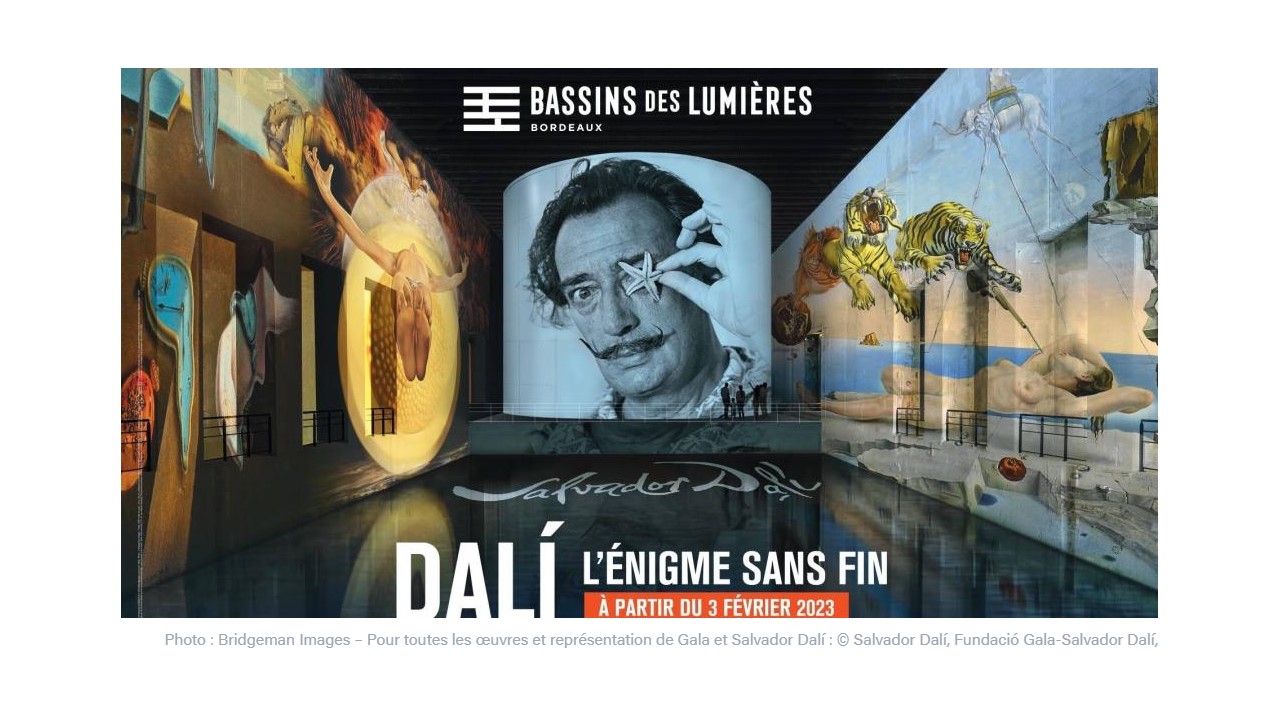 BASSINS DES LUMIÈRES
BORDEAUX
Salvador Dalí
DALÍ
L'ÉNIGME SANS FIN
À PARTIR DU 3 FÉVRIER 2023
Photo : Bridgeman Images – Pour toutes les œuvres et représentation de Gala et Salvador Dalí : © Salvador Dalí, Fundació Gala-Salvador Dalí,